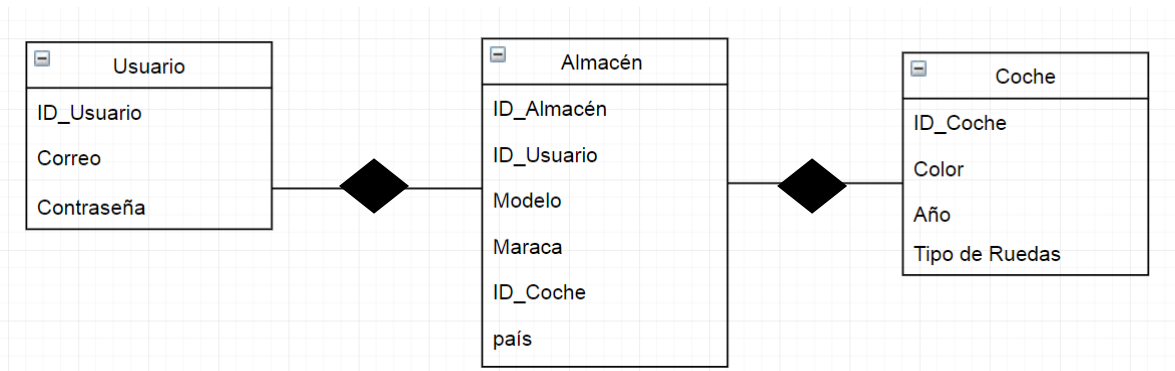 Usuario
ID_Usuario
Correo
Contraseña
Almacén
ID_Almacén
ID_Usuario
Modelo
Maraca
ID_Coche
país
Coche
ID_Coche
Color
Año
Tipo de Ruedas